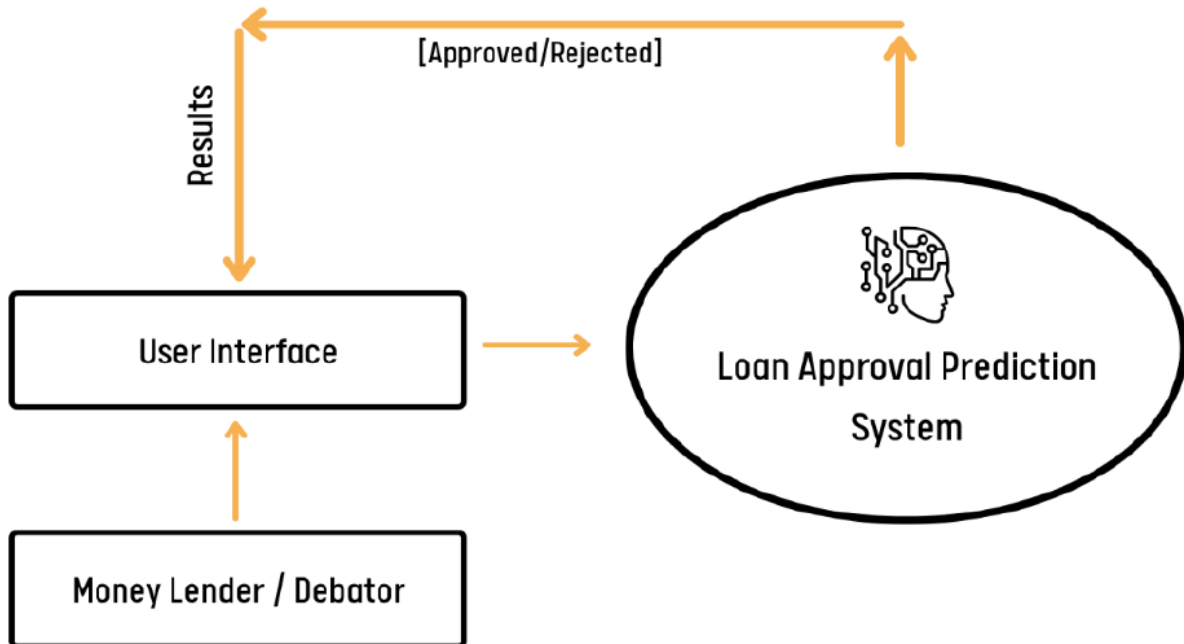 [Approved/Rejected]
Results
User Interface
Loan Approval Prediction
System
Money Lender / Debator